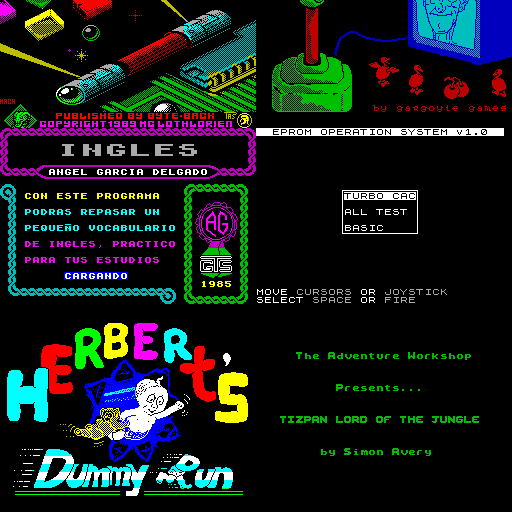 PUBLISHED BY BYTE-BACK
COPYRIGHT1989 MC LOTHLORIEN
by gargoyle games
INGLES
ANGEL GARCIA DELGADO
CON ESTE PROGRAMA
PODRAS REPASAR UN
PEQUEÑO VOCABULARIO
DE INGLES, PRACTICO
PARA TUS ESTUDIOS
CARGANDO
AG
GTS
1985
EPROM OPERATION SYSTEM v1.0
TURBO CAC
ALL TEST
BASIC
MOVE CURSORS OR JOYSTICK
SELECT SPACE OR FIRE
HERBERT'S
Dummy Run
The Adventure Workshop
Presents...
TIZPAN LORD OF THE JUNGLE
by Simon Avery